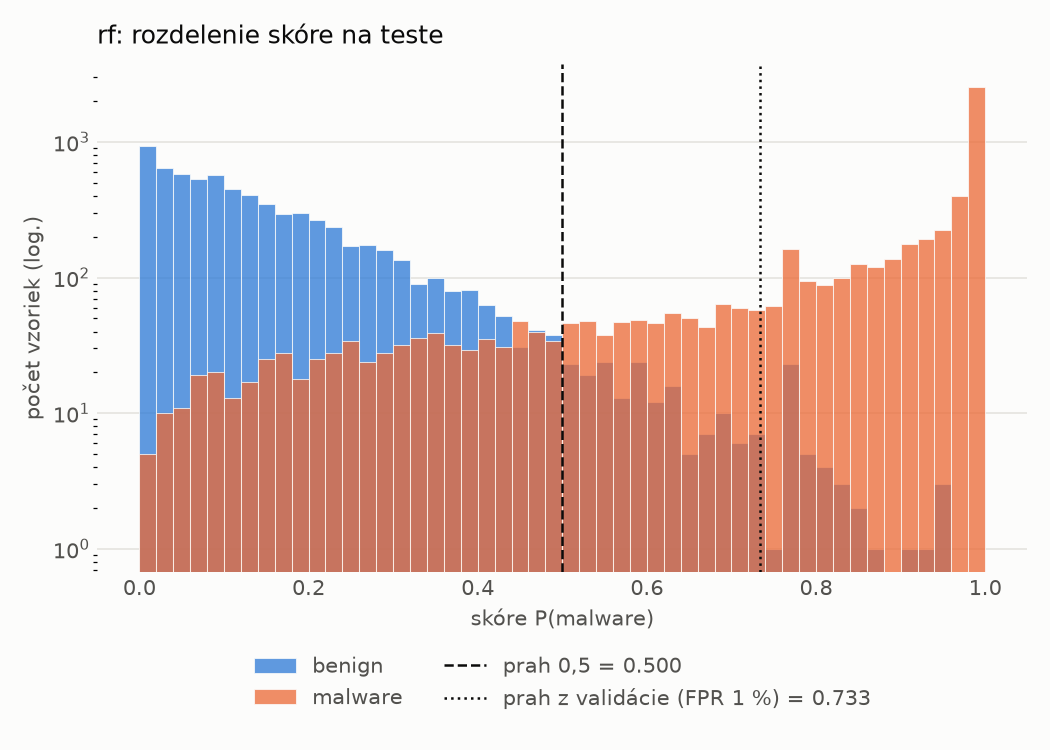 rf: rozdelenie skóre na teste
počet vzoriek (log.)
10³
10²
10¹
10⁰
0.0 0.2 0.4 0.6 0.8 1.0
skóre P(malware)
benign
malware
prah 0,5 = 0.500
prah z validácie (FPR 1 %) = 0.733